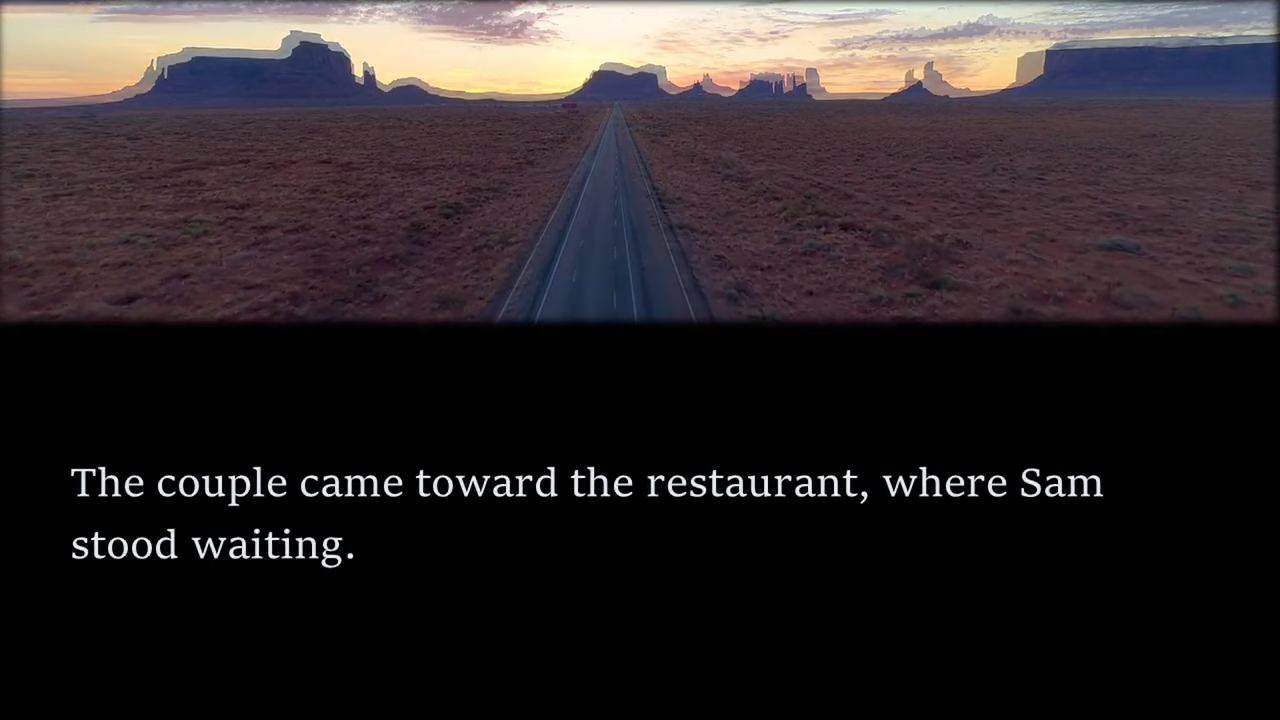 The couple came toward the restaurant, where Sam
stood waiting.